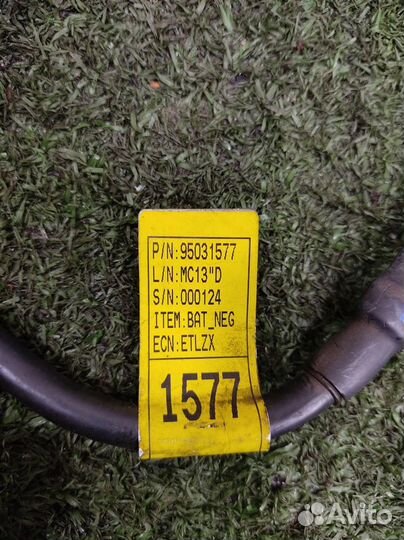 P/N:95031577
L/N:MC13"D
S/N:000124
ITEM:BAT_NEG
ECN:ETLZX
1577
Avito